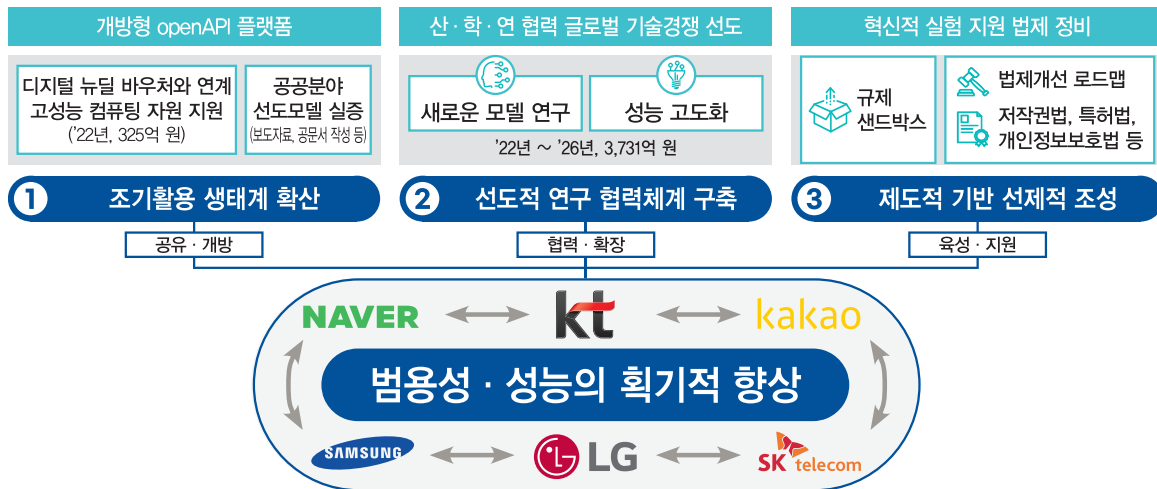 개방형 openAPI 플랫폼
디지털 뉴딜 바우처와 연계
고성능 컴퓨팅 자원 지원
('22년, 325억 원)
공공분야
선도모델 실증
(보도자료, 공문서 작성 등)
1 조기활용 생태계 확산
공유 · 개방
산 · 학 · 연 협력 글로벌 기술경쟁 선도
새로운 모델 연구
성능 고도화
'22년 ~ '26년, 3,731억 원
2 선도적 연구 협력체계 구축
협력 · 확장
혁신적 실험 지원 법제 정비
규제
샌드박스
법제개선 로드맵
저작권법, 특허법,
개인정보보호법 등
3 제도적 기반 선제적 조성
육성 · 지원
NAVER
kt
kakao
범용성 · 성능의 획기적 향상
SAMSUNG
LG
SK telecom